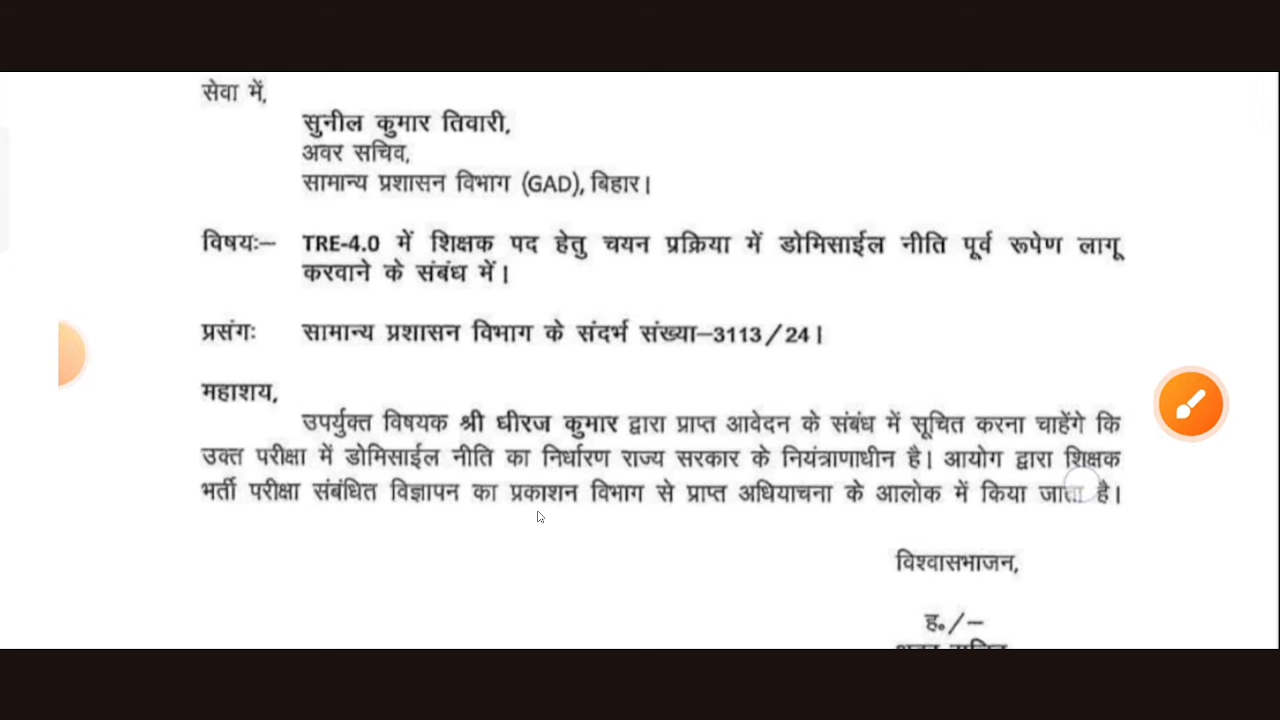 सेवा में,
सुनील कुमार तिवारी,
अवर सचिव,
सामान्य प्रशासन विभाग (GAD), बिहार।
विषयः– TRE-4.0 में शिक्षक पद हेतु चयन प्रक्रिया में डोमिसाईल नीति पूर्व रूपेण लागू
करवाने के संबंध में।
प्रसंगः सामान्य प्रशासन विभाग के संदर्भ संख्या–3113/24।
महाशय,
उपर्युक्त विषयक श्री धीरज कुमार द्वारा प्राप्त आवेदन के संबंध में सूचित करना चाहेंगे कि
उक्त परीक्षा में डोमिसाईल नीति का निर्धारण राज्य सरकार के नियंत्राणाधीन है। आयोग द्वारा शिक्षक
भर्ती परीक्षा संबंधित विज्ञापन का प्रकाशन विभाग से प्राप्त अधियाचना के आलोक में किया जाता है।
विश्वासभाजन,
ह०/–